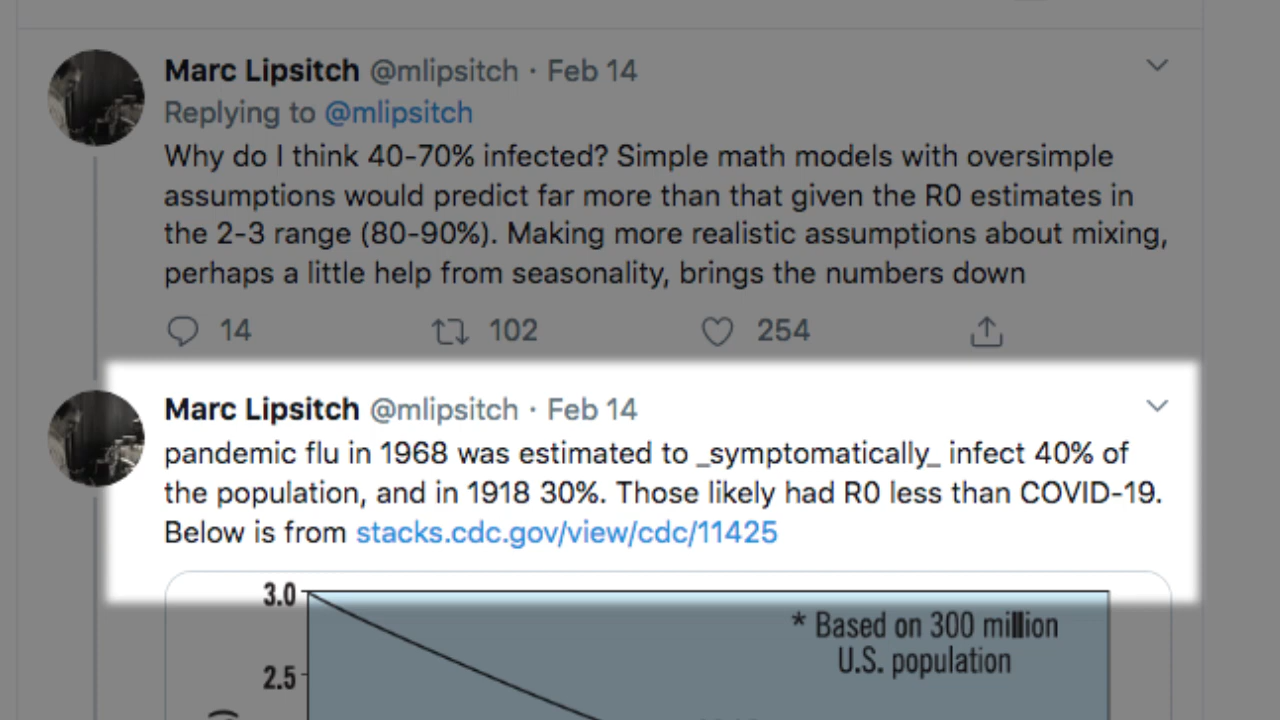 Marc Lipsitch @mlipsitch · Feb 14
Replying to @mlipsitch
Why do I think 40-70% infected? Simple math models with oversimple
assumptions would predict far more than that given the R0 estimates in
the 2-3 range (80-90%). Making more realistic assumptions about mixing,
perhaps a little help from seasonality, brings the numbers down
14 102 254
Marc Lipsitch @mlipsitch · Feb 14
pandemic flu in 1968 was estimated to _symptomatically_ infect 40% of
the population, and in 1918 30%. Those likely had R0 less than COVID-19.
Below is from stacks.cdc.gov/view/cdc/11425
3.0
* Based on 300 million
U.S. population
2.5